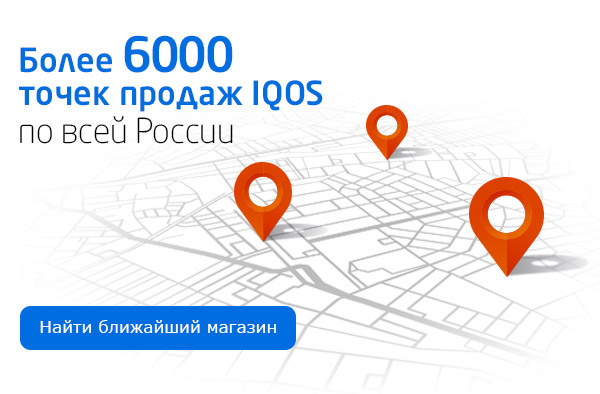 Более 6000
точек продаж IQOS
по всей России
Найти ближайший магазин